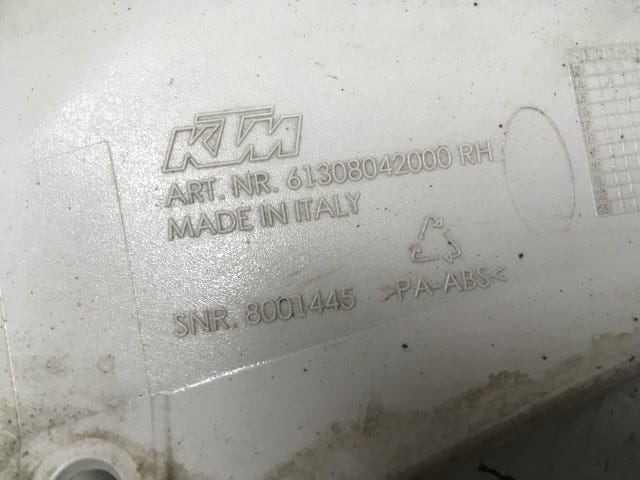 KTM
ART. NR. 61308042000 RH
MADE IN ITALY
SNR. 8001445 >PA-ABS<